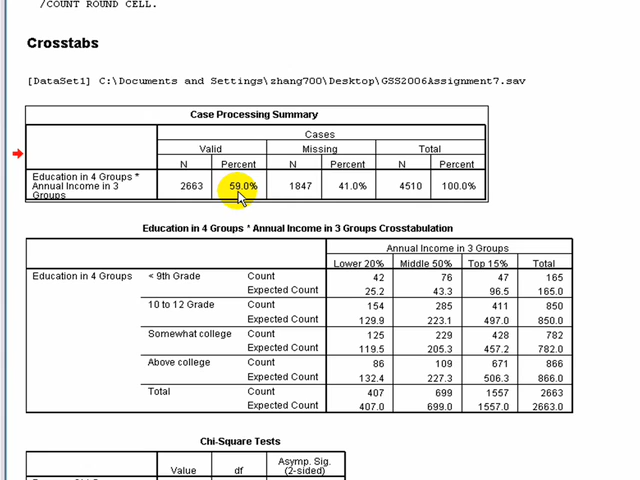 /COUNT ROUND CELL.
Crosstabs
[DataSet1] C:\Documents and Settings\zhang700\Desktop\GSS2006Assignment7.sav
Case Processing Summary
Cases
Valid Missing Total
N Percent N Percent N Percent
Education in 4 Groups * Annual Income in 3 Groups 2663 59.0% 1847 41.0% 4510 100.0%
Education in 4 Groups * Annual Income in 3 Groups Crosstabulation
Annual Income in 3 Groups
Lower 20% Middle 50% Top 15% Total
Education in 4 Groups < 9th Grade Count 42 76 47 165
Expected Count 25.2 43.3 96.5 165.0
10 to 12 Grade Count 154 285 411 850
Expected Count 129.9 223.1 497.0 850.0
Somewhat college Count 125 229 428 782
Expected Count 119.5 205.3 457.2 782.0
Above college Count 86 109 671 866
Expected Count 132.4 227.3 506.3 866.0
Total Count 407 699 1557 2663
Expected Count 407.0 699.0 1557.0 2663.0
Chi-Square Tests
Value df Asymp. Sig. (2-sided)